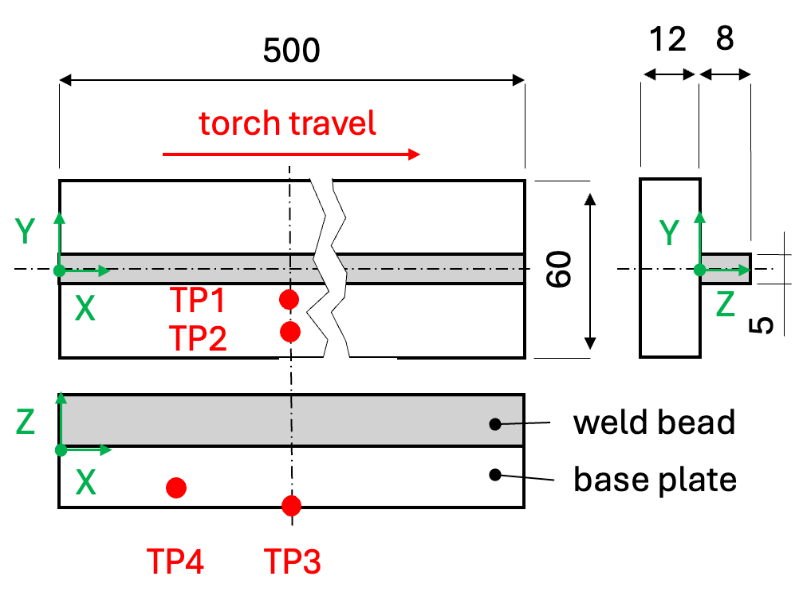 500
12 8
torch travel
Y
X
TP1
TP2
60
Y
Z
5
Z
X
weld bead
base plate
TP4 TP3